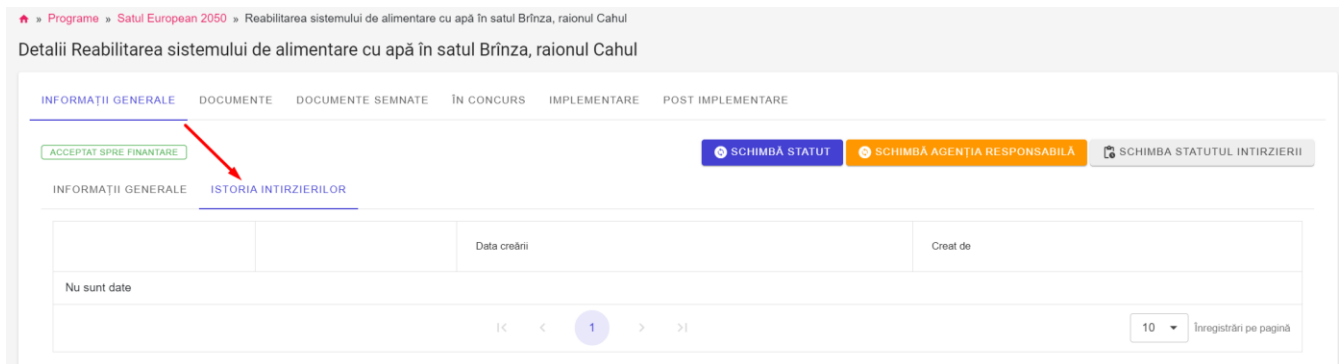 » Programe » Satul European 2050 » Reabilitarea sistemului de alimentare cu apă în satul Brînza, raionul Cahul
Detalii Reabilitarea sistemului de alimentare cu apă în satul Brînza, raionul Cahul
INFORMAȚII GENERALE DOCUMENTE DOCUMENTE SEMNATE ÎN CONCURS IMPLEMENTARE POST IMPLEMENTARE
ACCEPTAT SPRE FINANTARE SCHIMBĂ STATUT SCHIMBĂ AGENȚIA RESPONSABILĂ SCHIMBA STATUTUL INTIRZIERII
INFORMAȚII GENERALE ISTORIA INTIRZIERILOR
Data creării Creat de
Nu sunt date
1 10 Înregistrări pe pagină